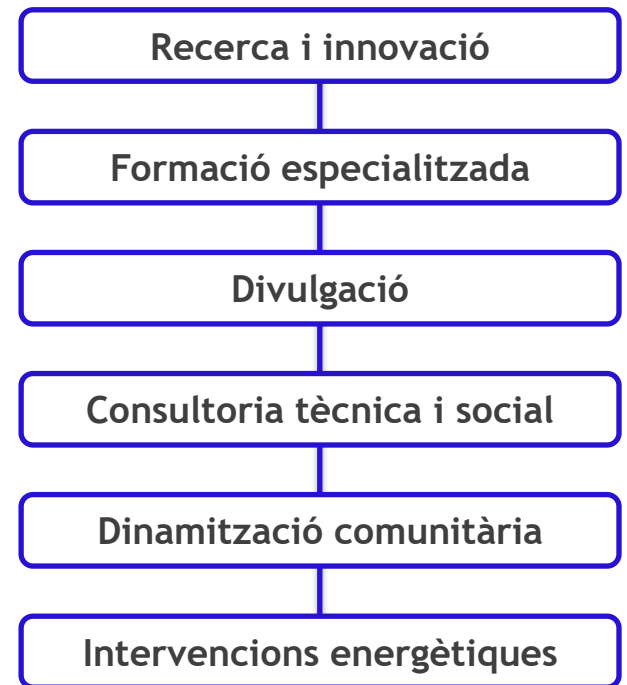 Recerca i innovació
Formació especialitzada
Divulgació
Consultoria tècnica i social
Dinamització comunitària
Intervencions energètiques